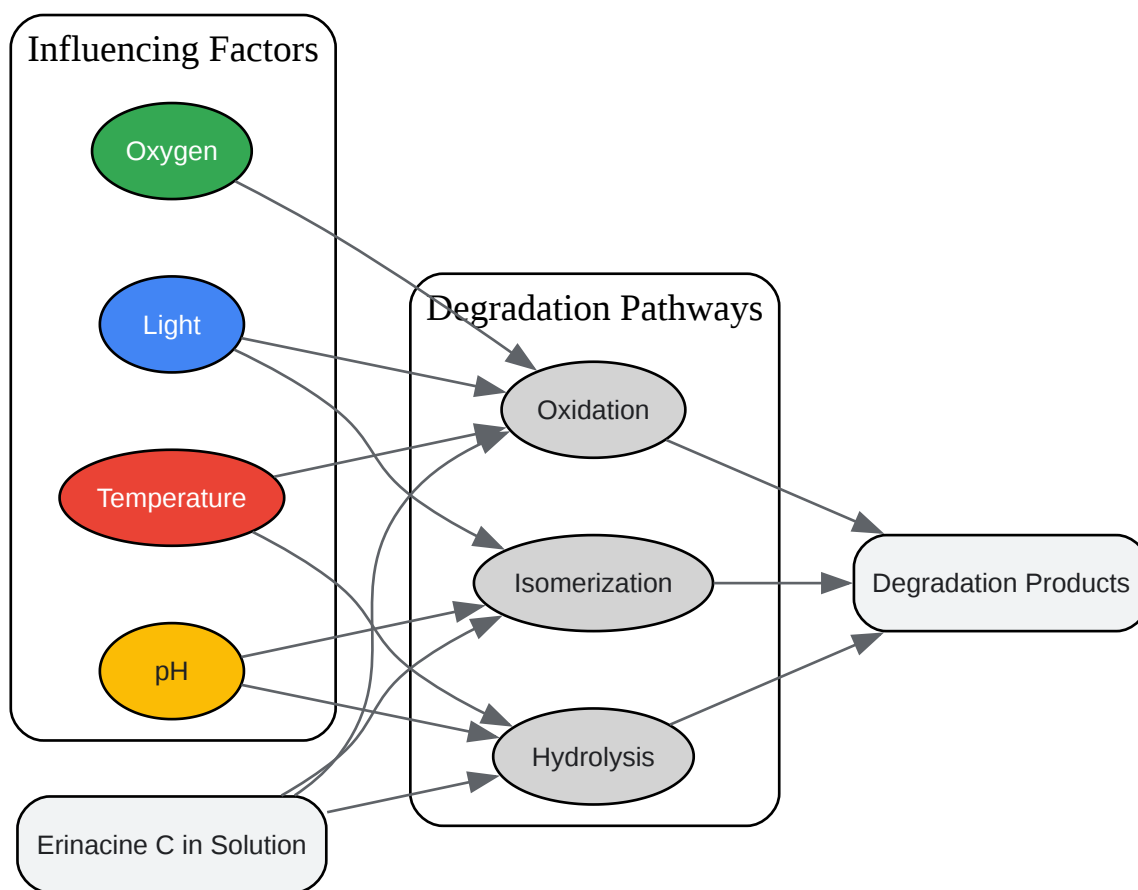 Influencing Factors
Oxygen
Light
Temperature
pH
Erinacine C in Solution
Degradation Pathways
Oxidation
Isomerization
Hydrolysis
Degradation Products